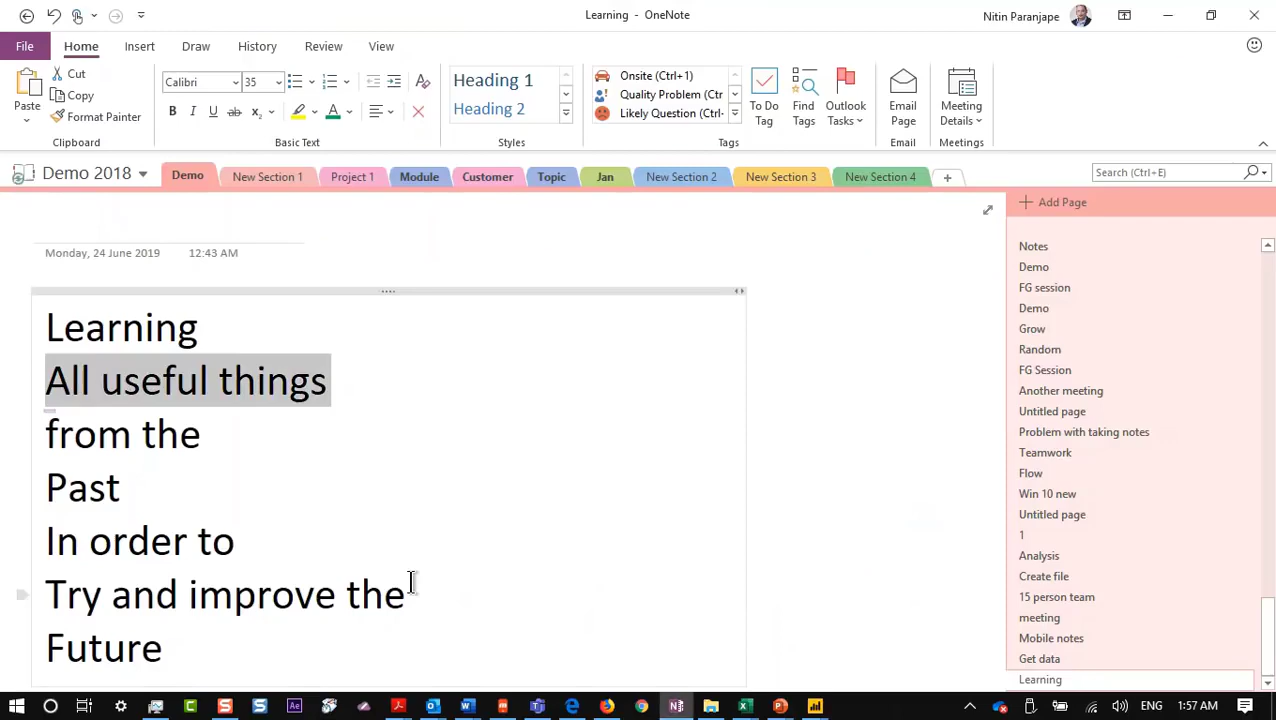 Learning - OneNote
Nitin Paranjape
File
Home
Insert
Draw
History
Review
View
Paste
Cut
Copy
Format Painter
Clipboard
Calibri
35
B I U ab x₂
A
Basic Text
Heading 1
Heading 2
Styles
Onsite (Ctrl+1)
Quality Problem (Ctr
Likely Question (Ctrl-
To Do
Tag
Find
Tags
Outlook
Tasks
Tags
Email
Page
Email
Meeting
Details
Meetings
Demo 2018
Demo
New Section 1
Project 1
Module
Customer
Topic
Jan
New Section 2
New Section 3
New Section 4
+
Search (Ctrl+E)
Monday, 24 June 2019
12:43 AM
Learning
All useful things
from the
Past
In order to
Try and improve the
Future
Add Page
Notes
Demo
FG session
Demo
Grow
Random
FG Session
Another meeting
Untitled page
Problem with taking notes
Teamwork
Flow
Win 10 new
Untitled page
1
Analysis
Create file
15 person team
meeting
Mobile notes
Get data
Learning
ENG
1:57 AM